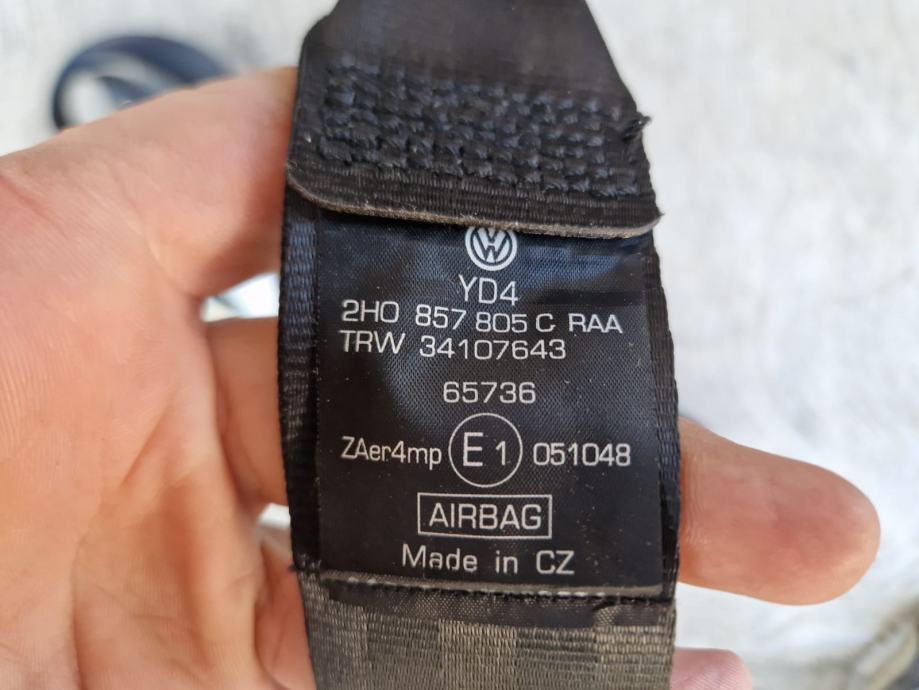 YD4
2H0 857 805 C RAA
TRW 34107643
65736
ZAer4mp E1 051048
AIRBAG
Made in CZ